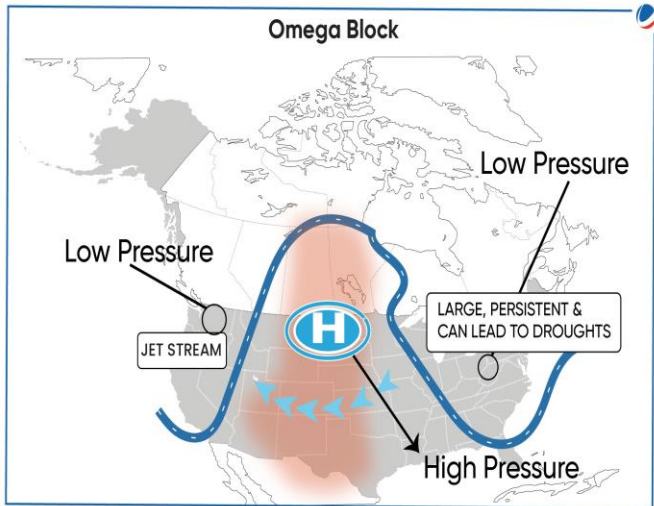 Omega Block
Low Pressure
Low Pressure
LARGE, PERSISTENT &
CAN LEAD TO DROUGHTS
JET STREAM
H
High Pressure